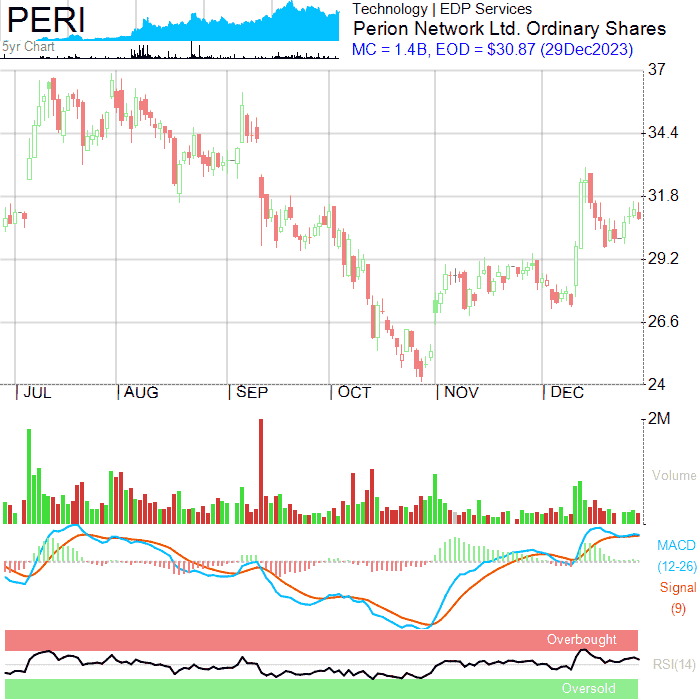 PERI
5yr Chart
Technology | EDP Services
Perion Network Ltd. Ordinary Shares
MC = 1.4B, EOD = $30.87 (29Dec2023)
37
34.4
31.8
29.2
26.6
24
JUL AUG SEP OCT NOV DEC
2M
Volume
MACD
(12-26)
Signal
(9)
Overbought
RSI(14)
Oversold